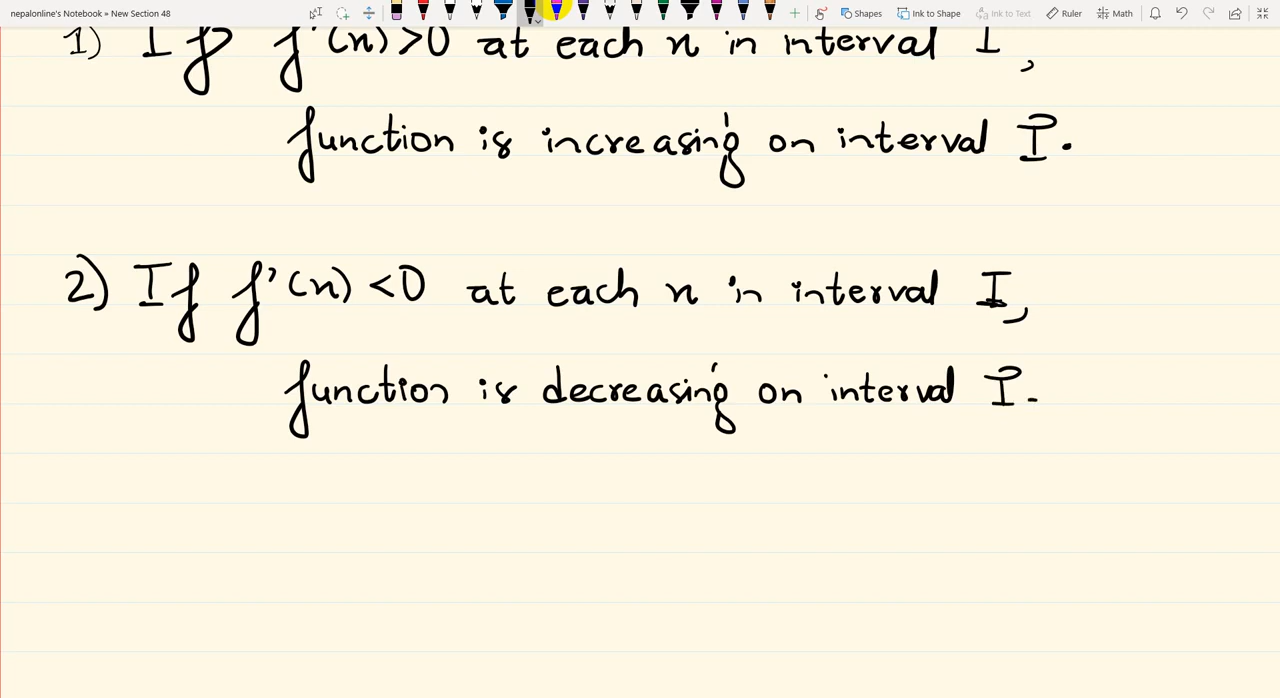 nepalonline's Notebook » New Section 48
Shapes Ink to Shape Ink to Text Ruler Math
1) If f'(x) > 0 at each x in interval I,
function is increasing on interval I.
2) If f'(x) < 0 at each x in interval I,
function is decreasing on interval I.